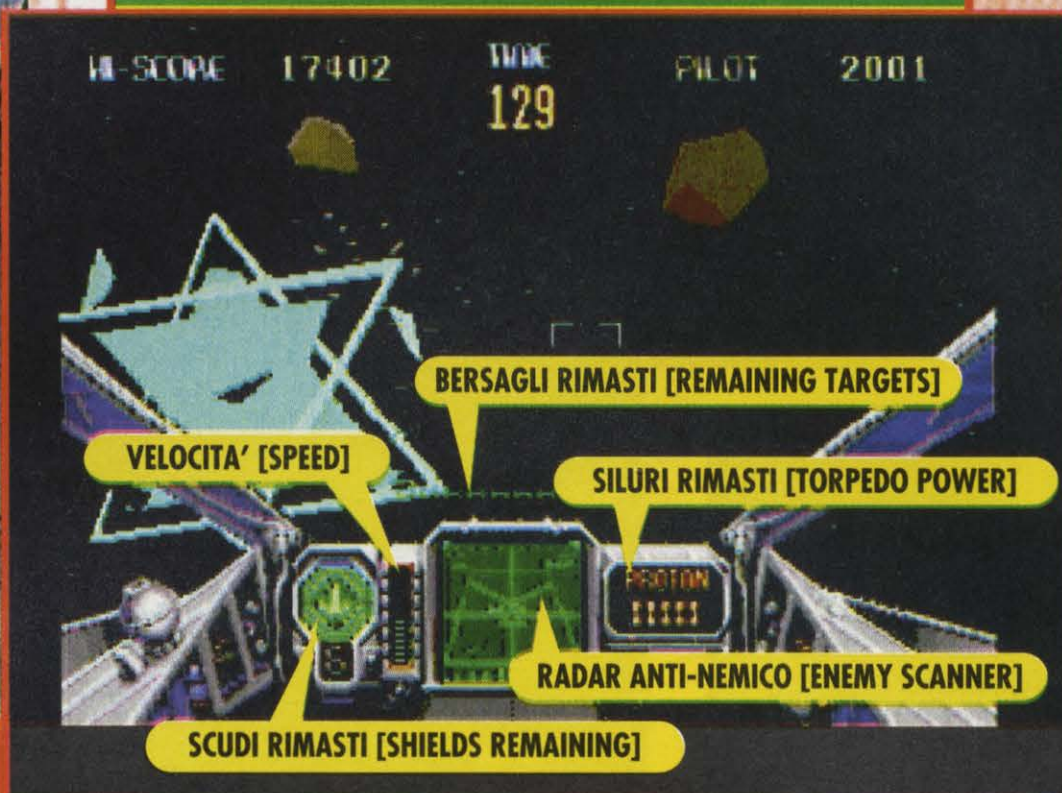 HI-SCORE 17402 TIME PILOT 2001
129
BERSAGLI RIMASTI [REMAINING TARGETS]
VELOCITA' [SPEED]
SILURI RIMASTI [TORPEDO POWER]
PROTON
RADAR ANTI-NEMICO [ENEMY SCANNER]
SCUDI RIMASTI [SHIELDS REMAINING]